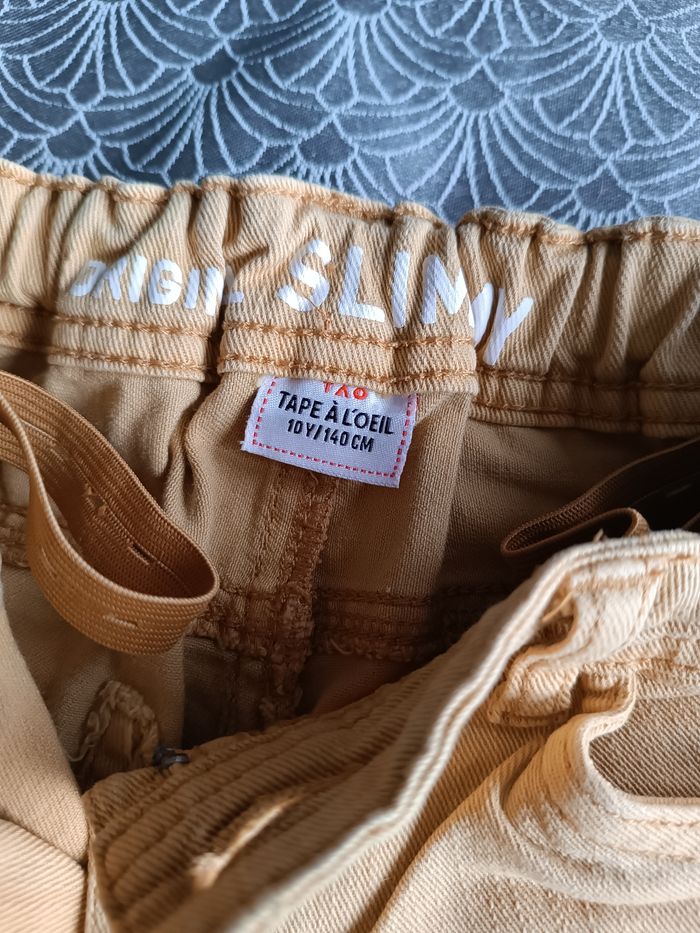 SLIM
TAO
TAPE À L'OEIL
10Y/140CM